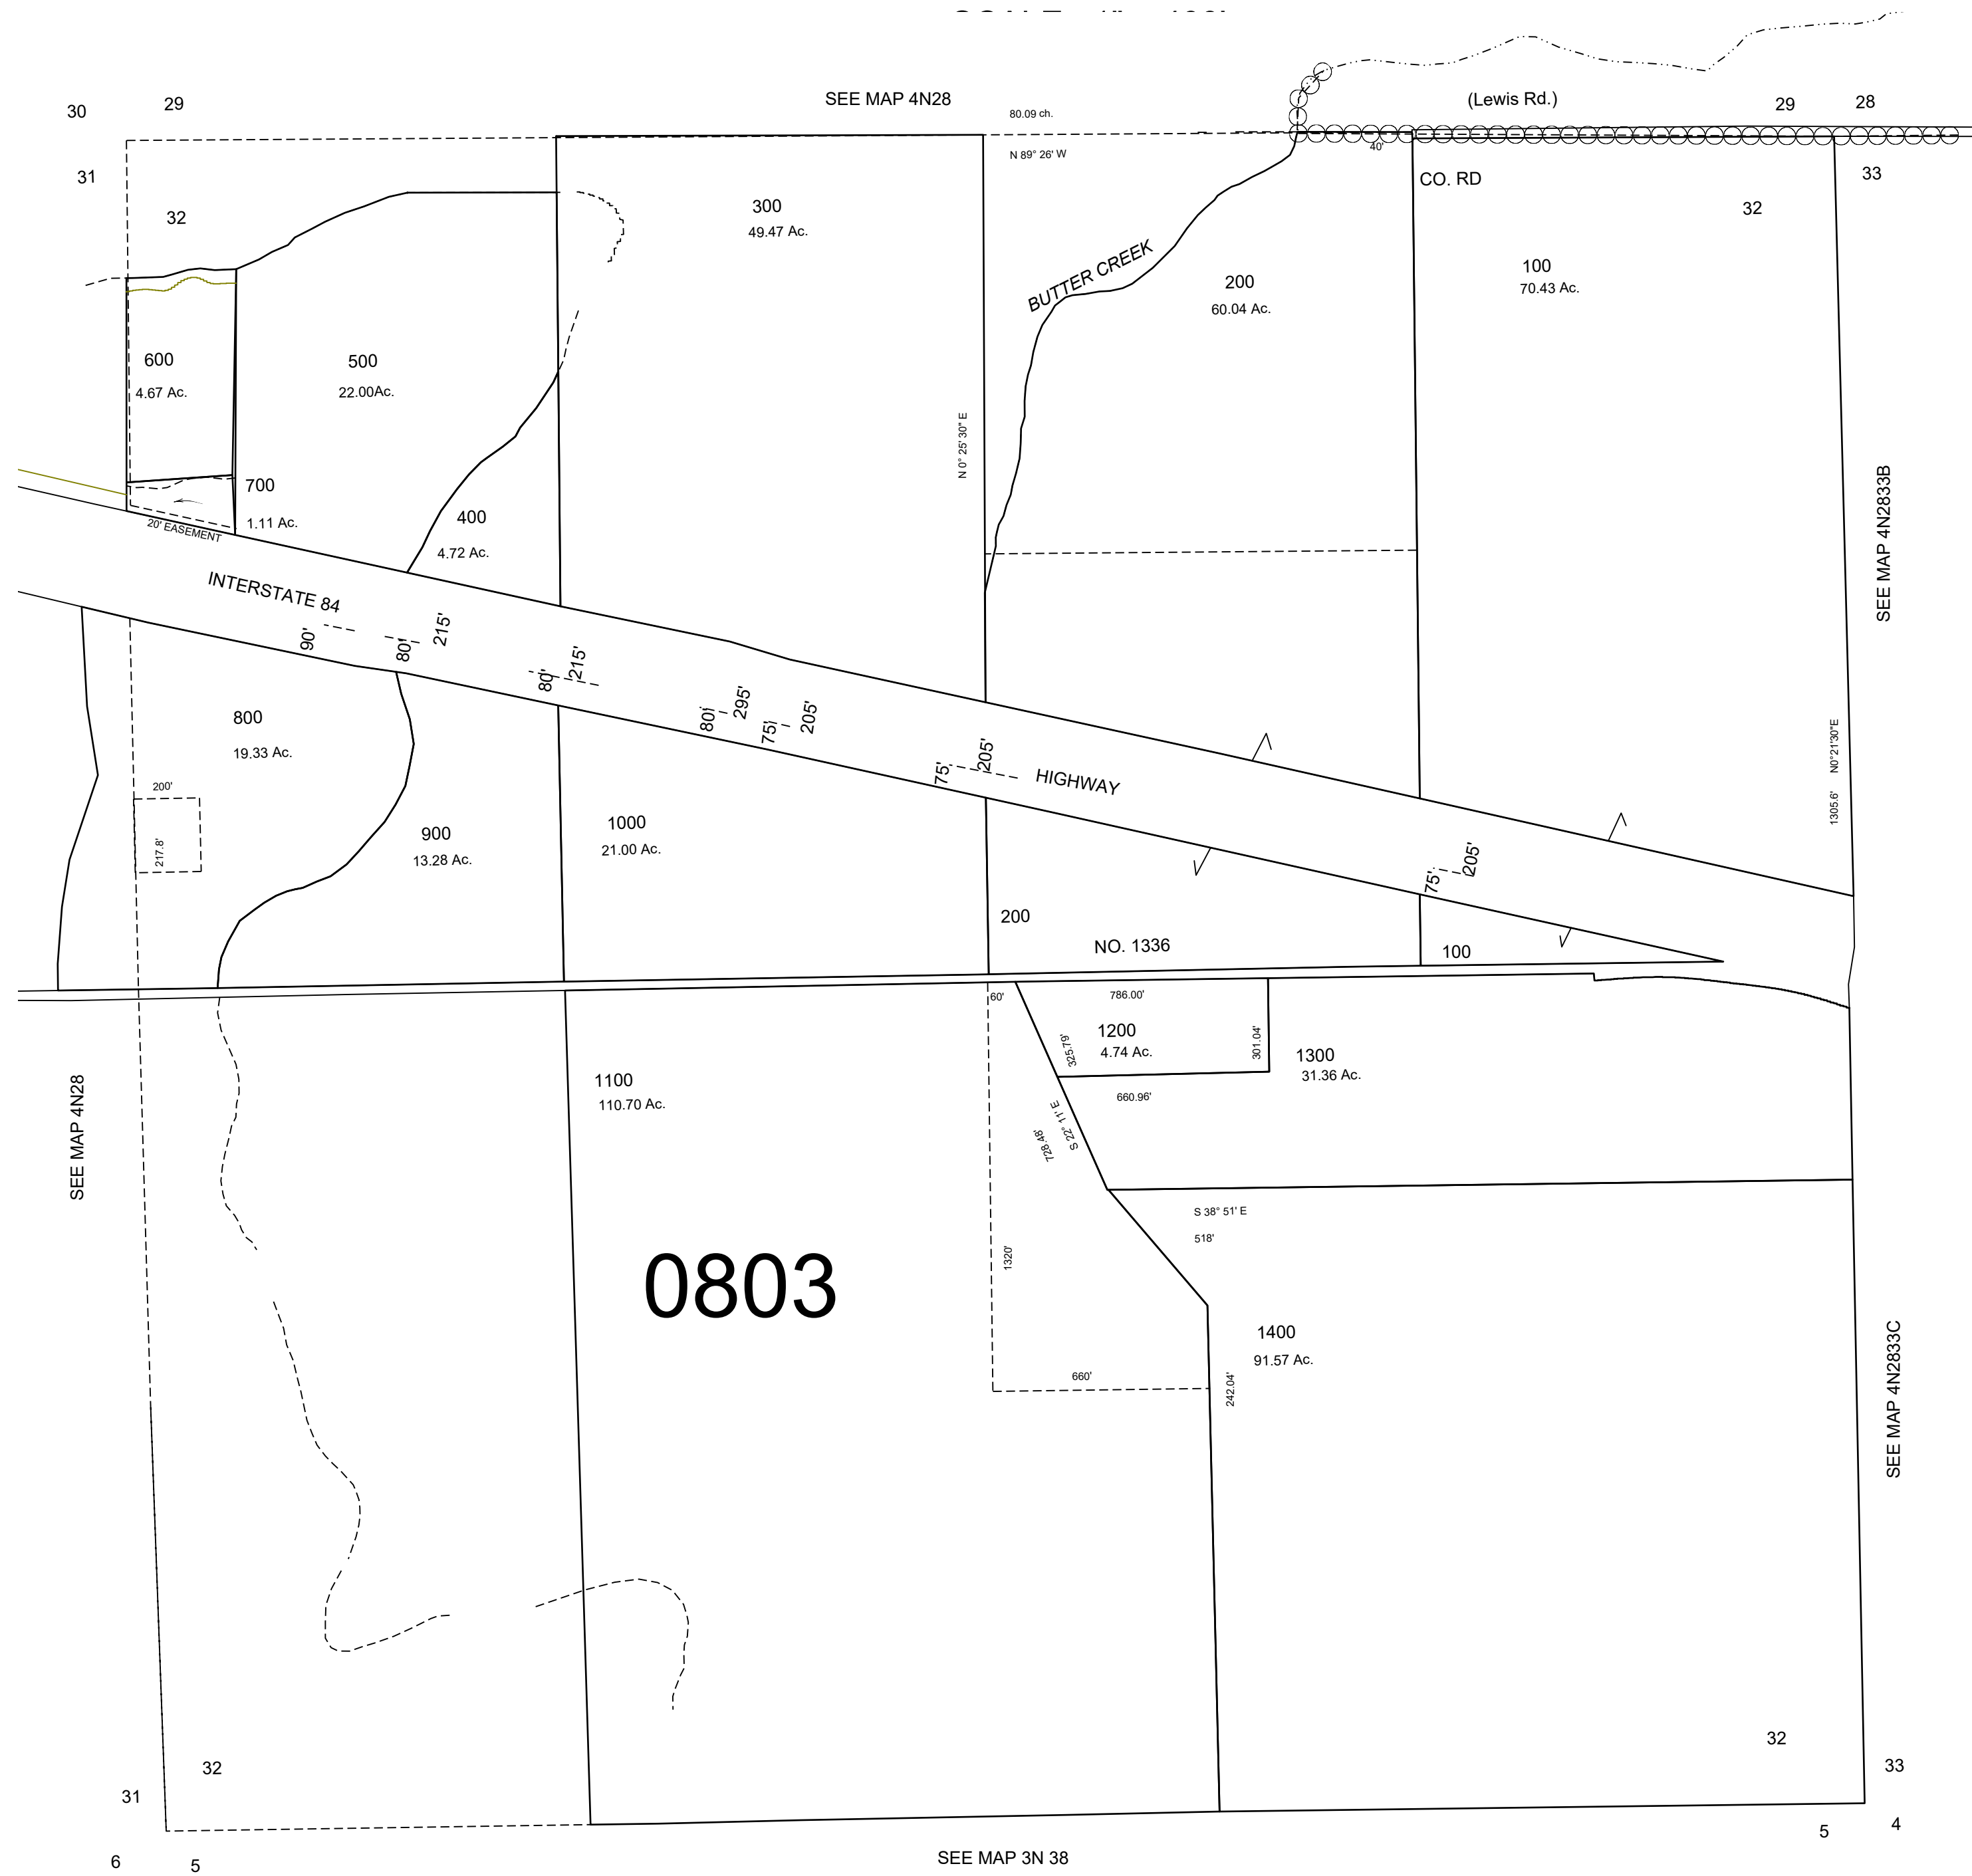 SEE MAP 4N28
80.09 ch.
(Lewis Rd.)
30
29
29
28
N 89° 26' W
40'
31
32
CO. RD
32
33
300
49.47 Ac.
BUTTER CREEK
200
60.04 Ac.
100
70.43 Ac.
600
4.67 Ac.
500
22.00Ac.
N 0° 25' 30" E
700
1.11 Ac.
20' EASEMENT
400
4.72 Ac.
SEE MAP 4N2833B
INTERSTATE 84
90'
80'
215'
80'
215'
80'
295'
75'
205'
75'
205'
HIGHWAY
75'
205'
N0°21'30"E
1305.6'
800
19.33 Ac.
200'
217.8'
900
13.28 Ac.
1000
21.00 Ac.
200
NO. 1336
100
60'
786.00'
1200
4.74 Ac.
325.79'
301.04'
1300
31.36 Ac.
660.96'
SEE MAP 4N28
1100
110.70 Ac.
S 22° 11' E
728.48'
S 38° 51' E
518'
1320'
0803
1400
91.57 Ac.
660'
242.04'
SEE MAP 4N2833C
32
32
31
33
6
5
SEE MAP 3N 38
5
4